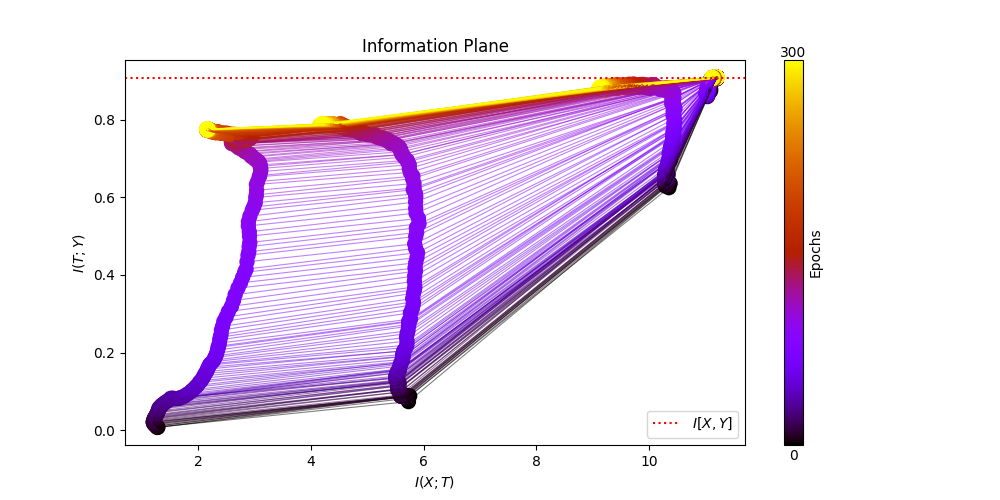 Information Plane
300
0.8
0.6
0.4
0.2
0.0
I(T; Y)
2
4
6
8
10
I(X; T)
I[X, Y]
Epochs
0